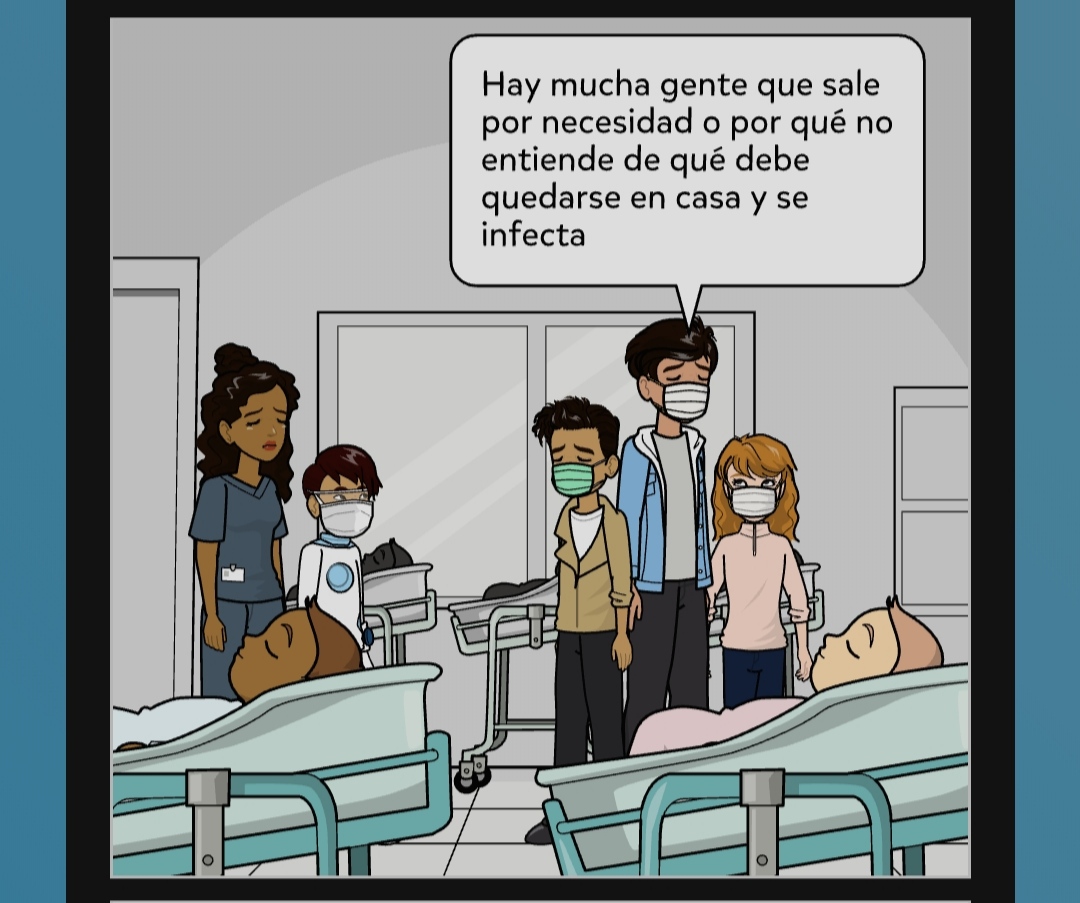 Hay mucha gente que sale
por necesidad o por qué no
entiende de qué debe
quedarse en casa y se
infecta